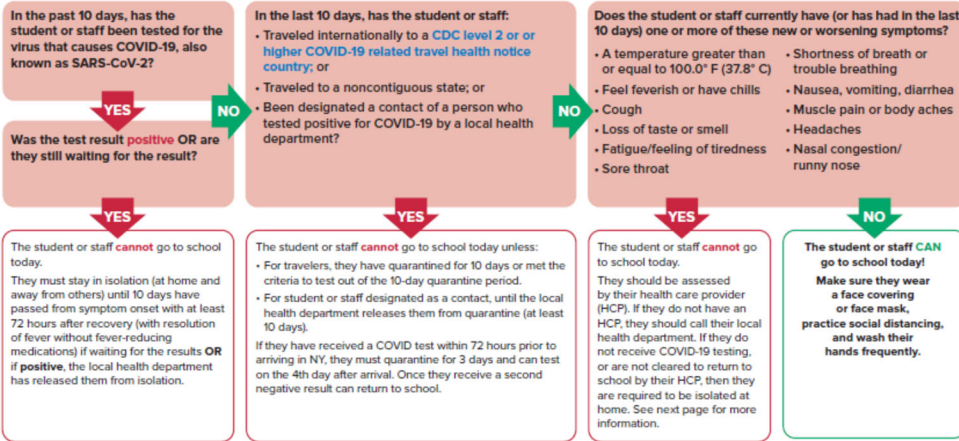 In the past 10 days, has the
student or staff been tested for the
virus that causes COVID-19, also
known as SARS-CoV-2?
YES
Was the test result positive OR are
they still waiting for the result?
YES
The student or staff cannot go to school
today.
They must stay in isolation (at home and
away from others) until 10 days have
passed from symptom onset with at least
72 hours after recovery (with resolution
of fever without fever-reducing
medications) if waiting for the results OR
if positive, the local health department
has released them from isolation.
NO
In the last 10 days, has the student or staff:
• Traveled internationally to a CDC level 2 or or
higher COVID-19 related travel health notice
country; or
• Traveled to a noncontiguous state; or
• Been designated a contact of a person who
tested positive for COVID-19 by a local health
department?
YES
The student or staff cannot go to school today unless:
• For travelers, they have quarantined for 10 days or met the
criteria to test out of the 10-day quarantine period.
• For student or staff designated as a contact, until the local
health department releases them from quarantine (at least
10 days).
If they have received a COVID test within 72 hours prior to
arriving in NY, they must quarantine for 3 days and can test
on the 4th day after arrival. Once they receive a second
negative result can return to school.
NO
Does the student or staff currently have (or has had in the last
10 days) one or more of these new or worsening symptoms?
• A temperature greater than
or equal to 100.0° F (37.8° C)
• Feel feverish or have chills
• Cough
• Loss of taste or smell
• Fatigue/feeling of tiredness
• Sore throat
• Shortness of breath or
trouble breathing
• Nausea, vomiting, diarrhea
• Muscle pain or body aches
• Headaches
• Nasal congestion/
runny nose
YES
The student or staff cannot go
to school today.
They should be assessed
by their health care provider
(HCP). If they do not have an
HCP, they should call their local
health department. If they do
not receive COVID-19 testing,
or are not cleared to return to
school by their HCP, then they
are required to be isolated at
home. See next page for more
information.
NO
The student or staff CAN
go to school today!
Make sure they wear
a face covering
or face mask,
practice social distancing,
and wash their
hands frequently.